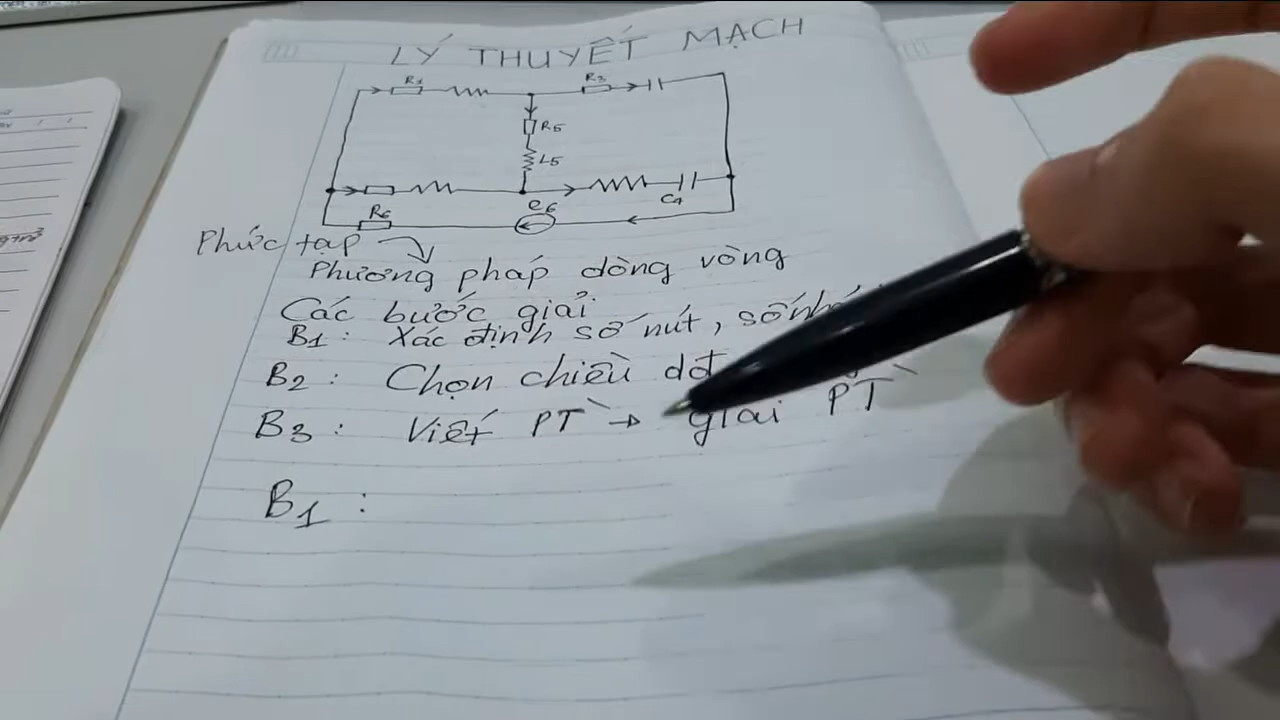 LÝ THUYẾT MẠCH
R1
R3
R5
L5
e6
C4
R6
Phức tạp
Phương pháp dòng vòng
Các bước giải
B1: Xác định số nút, số
B2: Chọn chiều
B3: Viết PT → giải PT
B1: